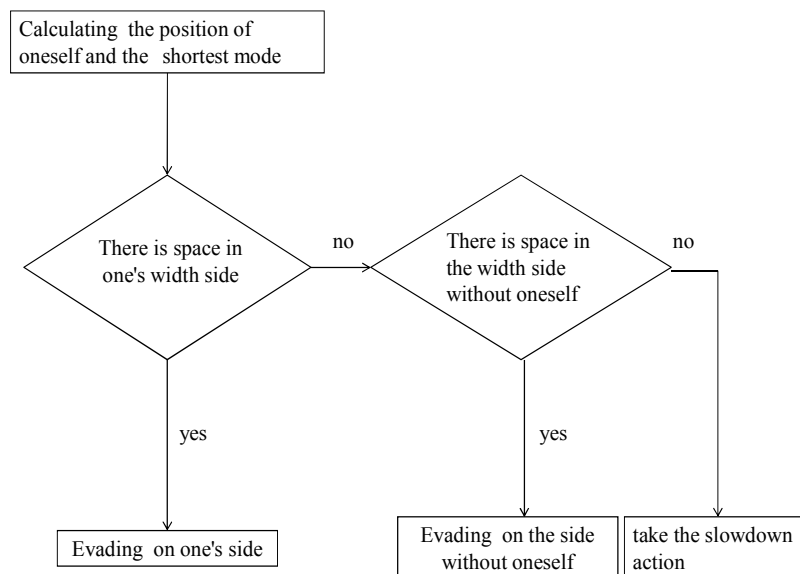 Calculating the position of
oneself and the shortest mode
There is space in
one's width side
no
There is space in
the width side
without oneself
no
yes
yes
Evading on one's side
Evading on the side
without oneself
take the slowdown
action